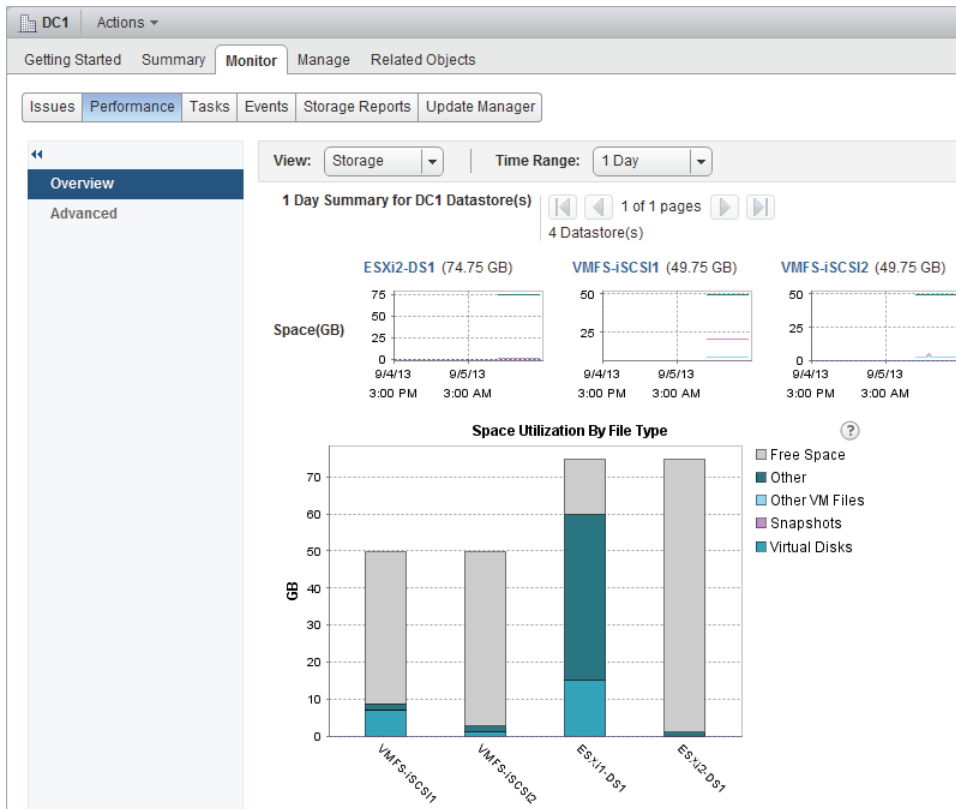 DC1 Actions
Getting Started Summary Monitor Manage Related Objects
Issues Performance Tasks Events Storage Reports Update Manager
Overview
Advanced
View: Storage Time Range: 1 Day
1 Day Summary for DC1 Datastore(s) 1 of 1 pages
4 Datastore(s)
ESXi2-DS1 (74.75 GB) VMFS-iSCSI1 (49.75 GB) VMFS-iSCSI2 (49.75 GB)
Space(GB)
75
50
25
0
9/4/13 9/5/13
3:00 PM 3:00 AM
50
25
9/4/13 9/5/13
3:00 PM 3:00 AM
50
25
0
9/4/13 9/5/13
3:00 PM 3:00 AM
Space Utilization By File Type ?
GB
70
60
50
40
30
20
10
0
VMFS-iSCSI1 VMFS-iSCSI2 ESXi1-DS1 ESXi2-DS1
Free Space
Other
Other VM Files
Snapshots
Virtual Disks